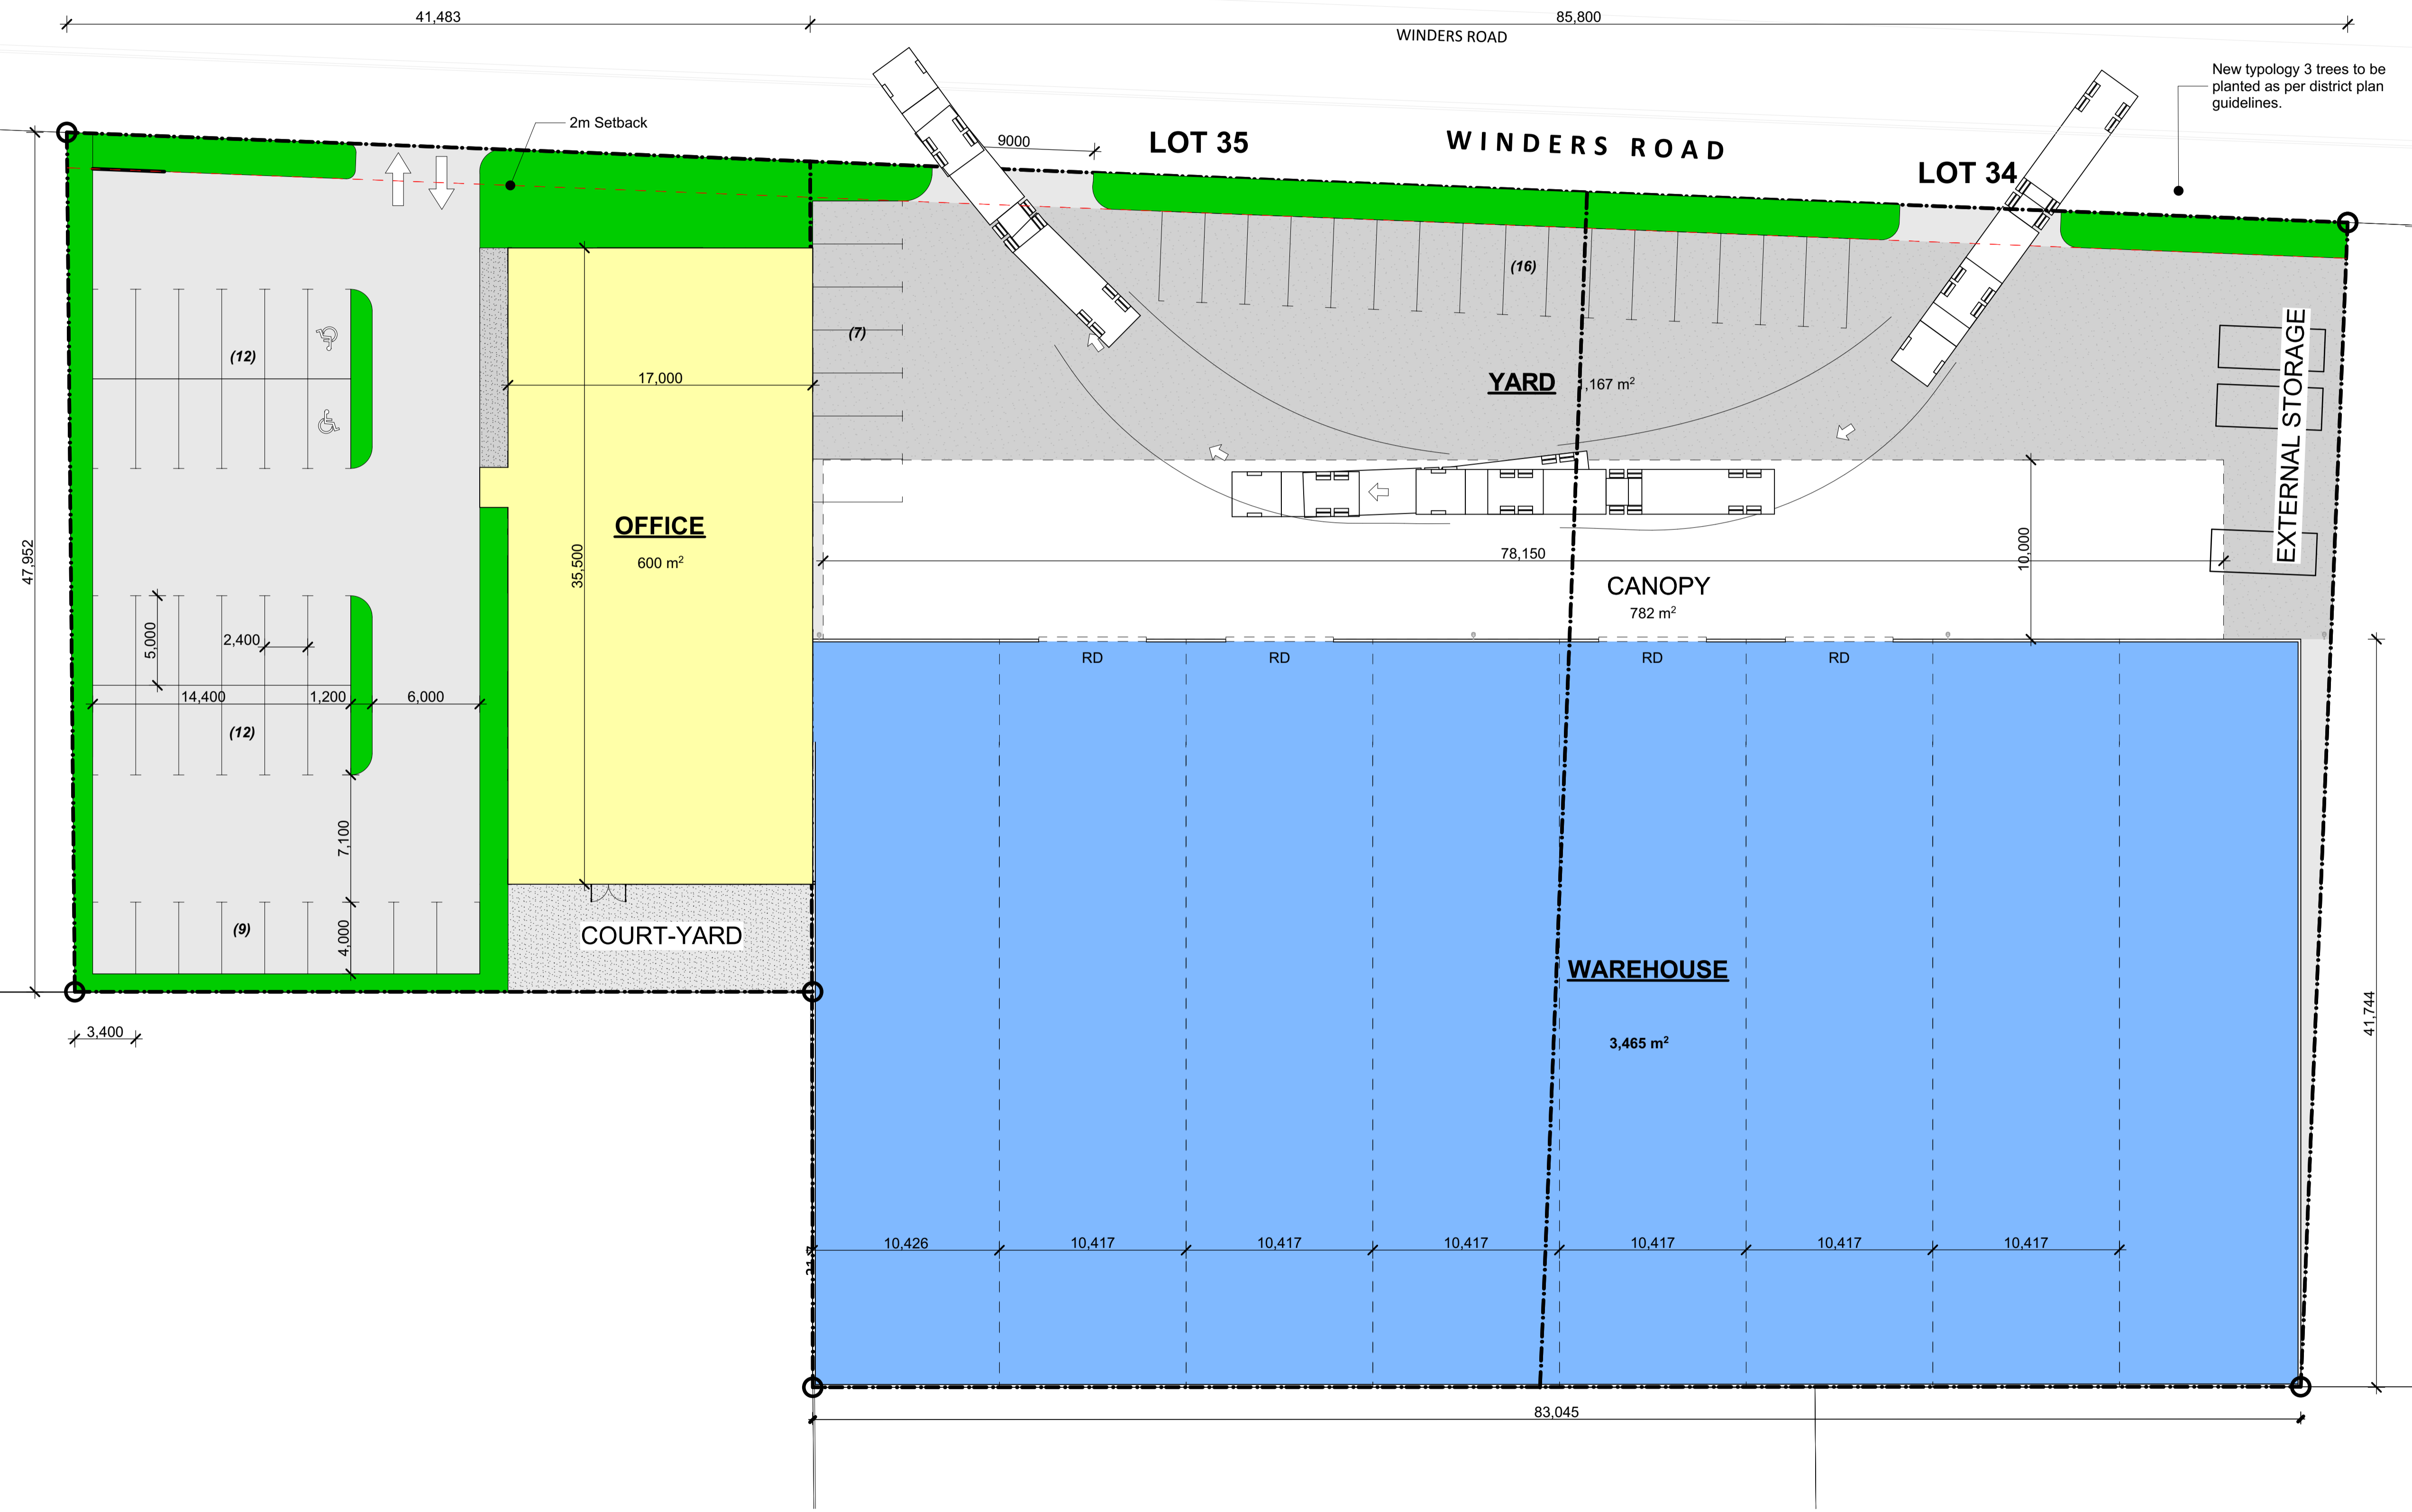 41,483
85,800
WINDERS ROAD
New typology 3 trees to be
planted as per district plan
guidelines.
2m Setback
9000
LOT 35
WINDERS ROAD
LOT 34
(16)
(7)
(12)
17,000
YARD
,167 m²
EXTERNAL STORAGE
OFFICE
600 m²
35,500
47,952
78,150
10,000
CANOPY
782 m²
5,000
2,400
RD
RD
RD
RD
14,400
1,200
6,000
(12)
7,100
(9)
4,000
COURT-YARD
WAREHOUSE
3,465 m²
41,744
3,400
10,426
10,417
10,417
10,417
10,417
10,417
10,417
83,045